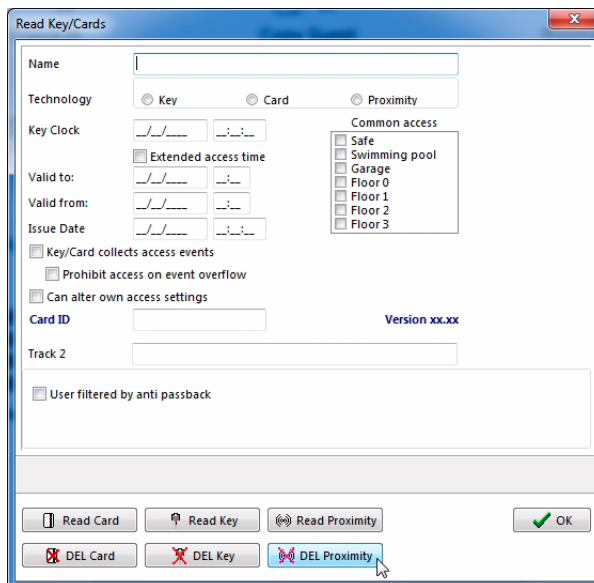 Read Key/Cards
Name
Technology Key Card Proximity
Key Clock __/__/____ __:__:__ Common access
Extended access time
Valid to: __/__/____ __:__
Valid from: __/__/____ __:__
Issue Date __/__/____ __:__:__
Safe
Swimming pool
Garage
Floor 0
Floor 1
Floor 2
Floor 3
Key/Card collects access events
Prohibit access on event overflow
Can alter own access settings
Card ID Version xx.xx
Track 2
User filtered by anti passback
Read Card Read Key Read Proximity OK
DEL Card DEL Key DEL Proximity